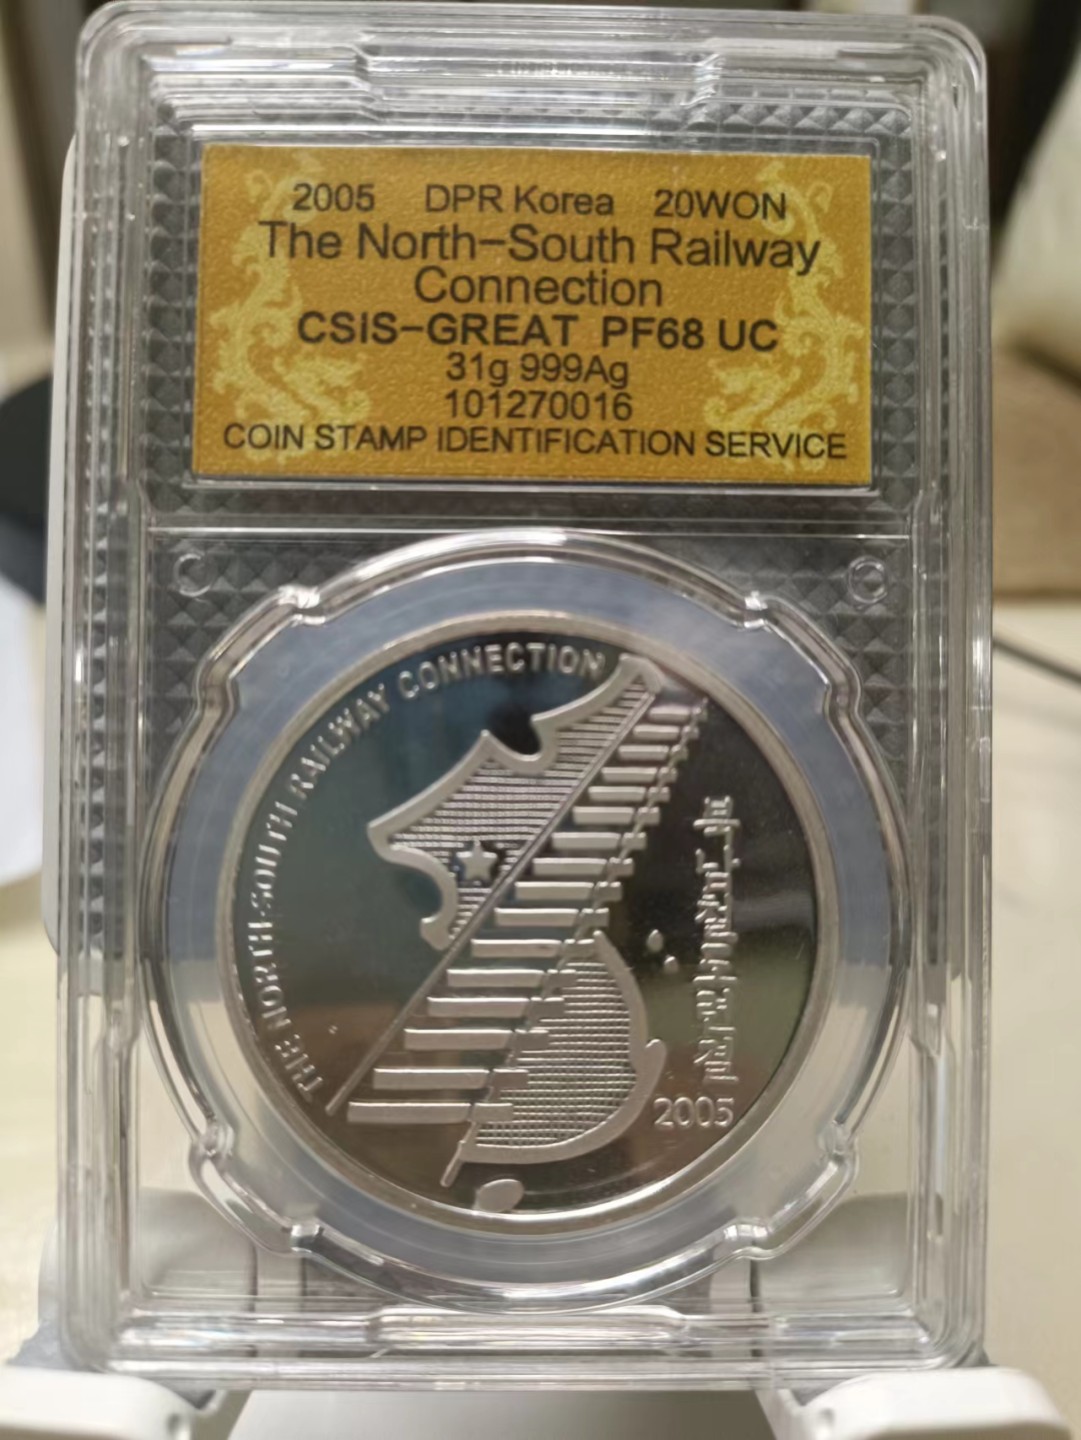 2005 DPR Korea 20WON
The North-South Railway
Connection
CSIS-GREAT PF68 UC
31g 999Ag
101270016
COIN STAMP IDENTIFICATION SERVICE
THE NORTH-SOUTH RAILWAY CONNECTION
2005